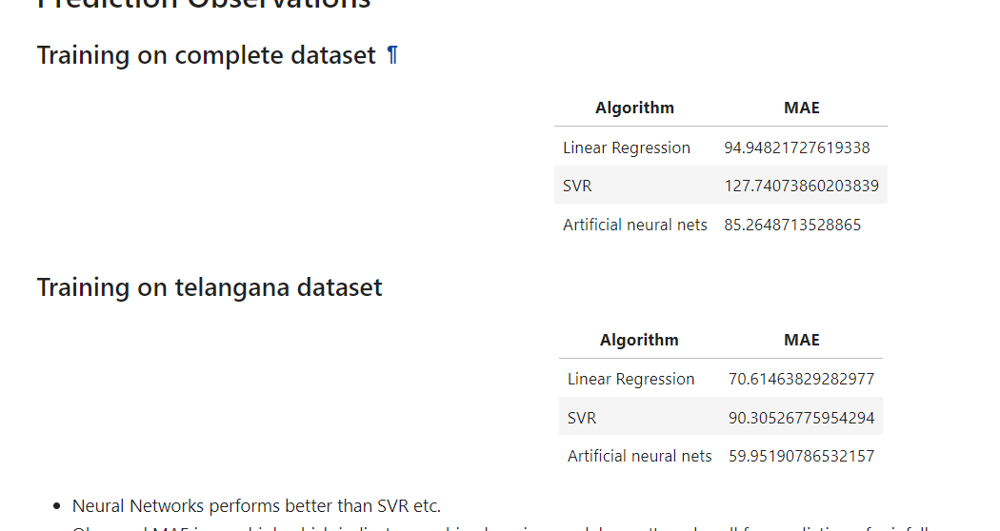 Prediction Observations
Training on complete dataset ¶
Algorithm MAE
Linear Regression 94.94821727619338
SVR 127.74073860203839
Artificial neural nets 85.2648713528865
Training on telangana dataset
Algorithm MAE
Linear Regression 70.61463829282977
SVR 90.30526775954294
Artificial neural nets 59.95190786532157
• Neural Networks performs better than SVR etc.